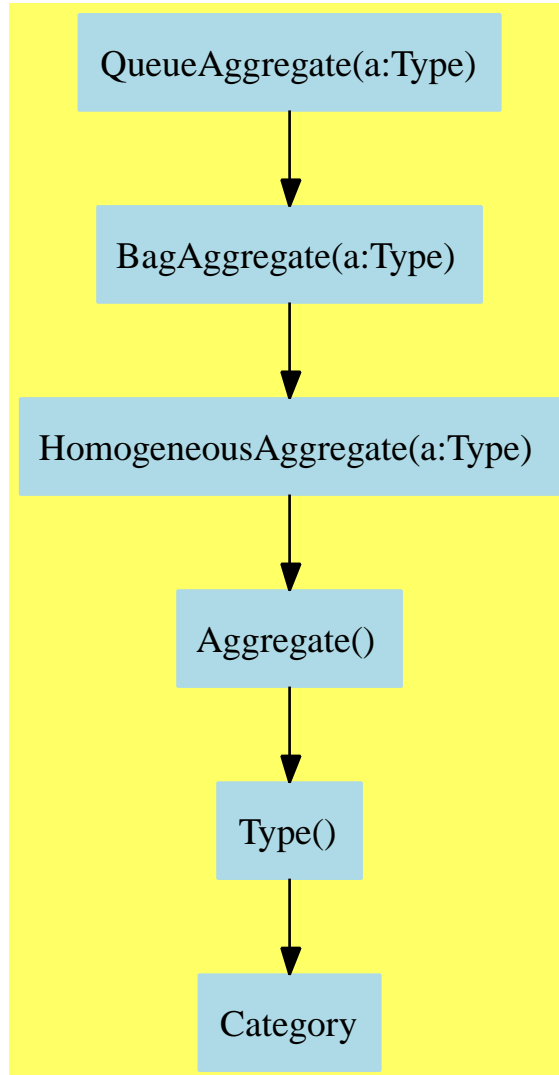 QueueAggregate(a:Type)
BagAggregate(a:Type)
HomogeneousAggregate(a:Type)
Aggregate()
Type()
Category